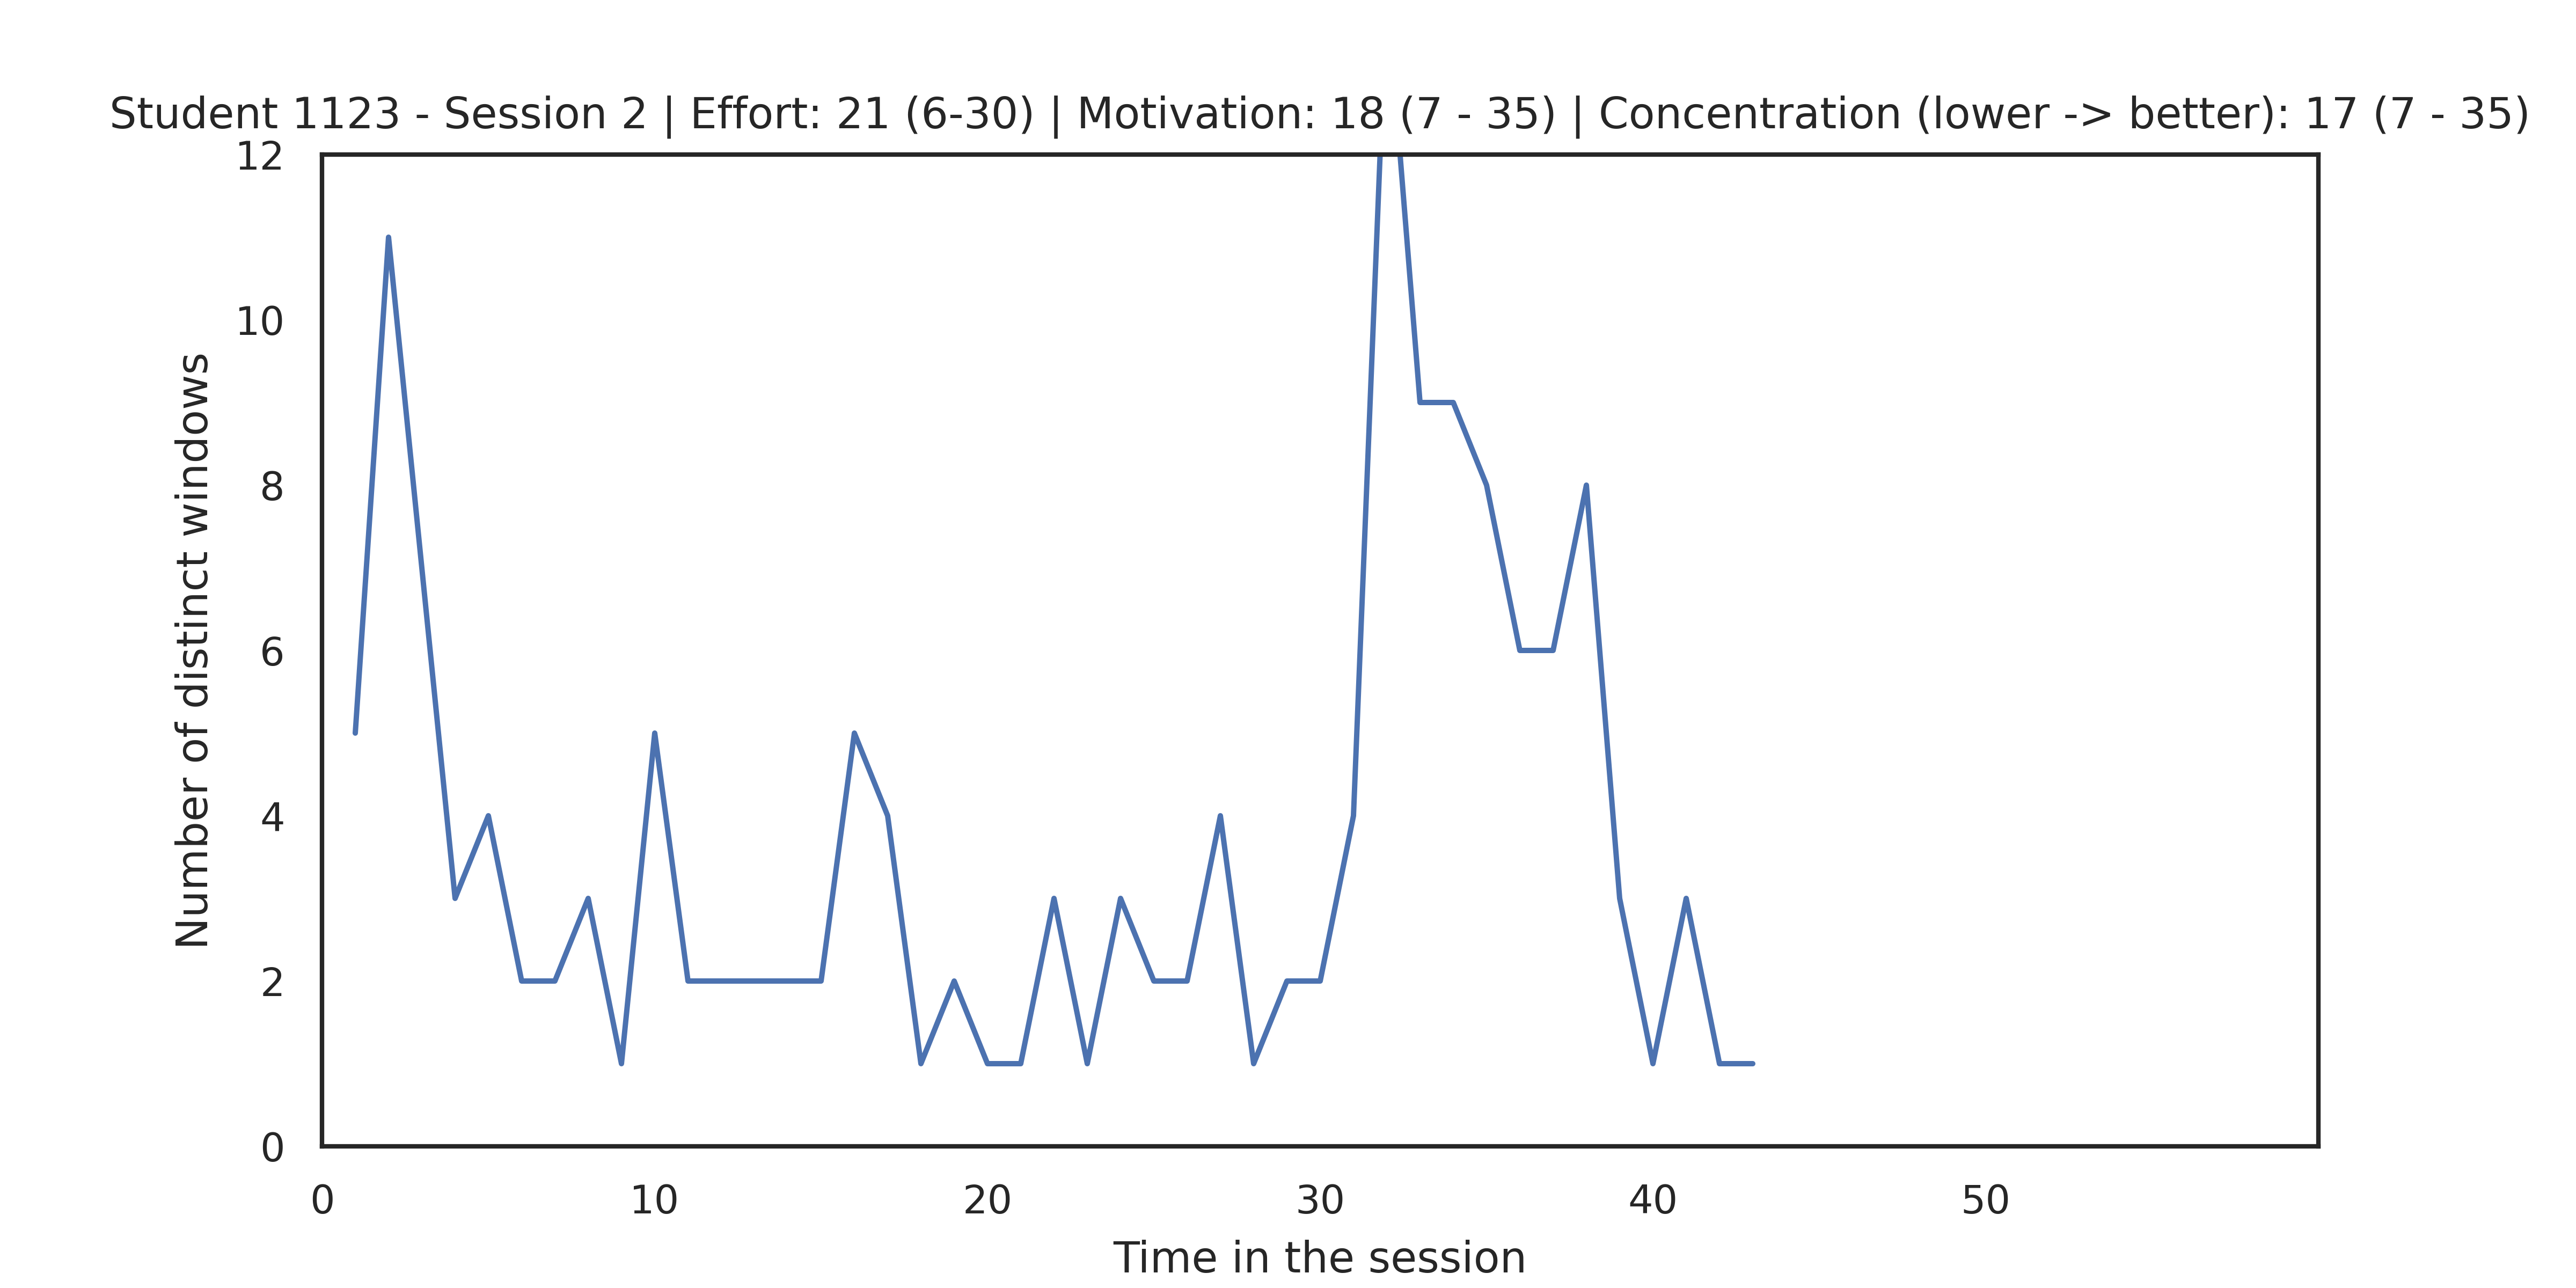 Student 1123 - Session 2 | Effort: 21 (6-30) | Motivation: 18 (7 - 35) | Concentration (lower -> better): 17 (7 - 35)
12
10
8
6
4
2
0
Number of distinct windows
0 10 20 30 40 50
Time in the session